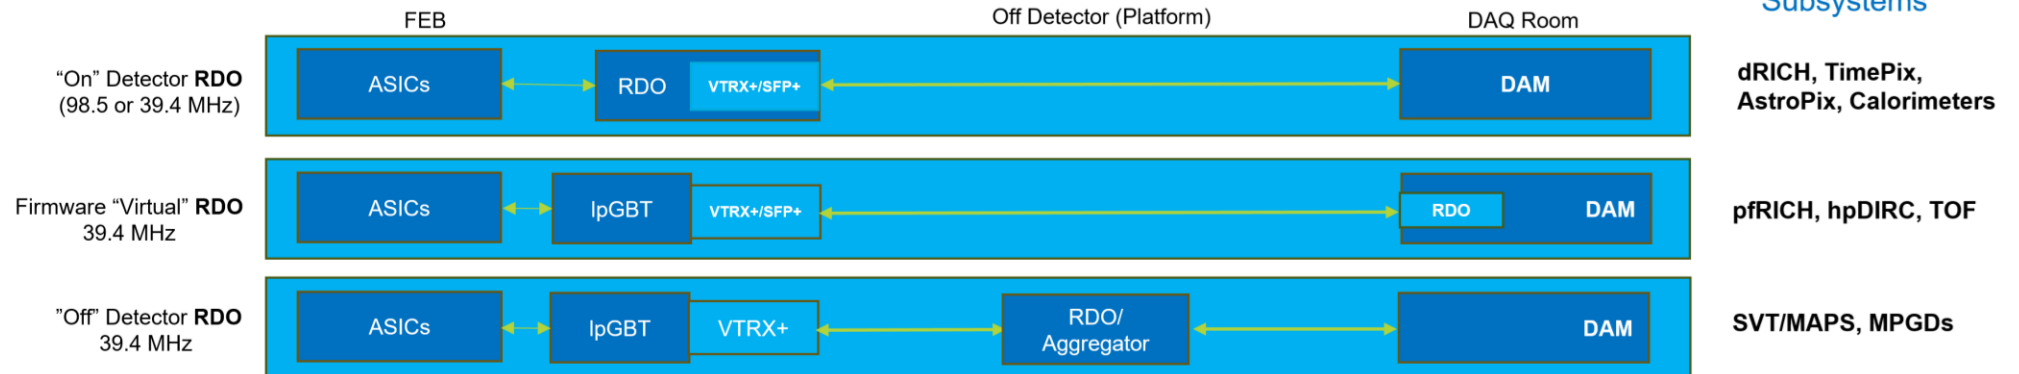 Subsystems
FEB
Off Detector (Platform)
DAQ Room
“On” Detector RDO
(98.5 or 39.4 MHz)
ASICs
RDO
VTRX+/SFP+
DAM
dRICH, TimePix,
AstroPix, Calorimeters
Firmware “Virtual” RDO
39.4 MHz
ASICs
lpGBT
VTRX+/SFP+
RDO
DAM
pfRICH, hpDIRC, TOF
”Off” Detector RDO
39.4 MHz
ASICs
lpGBT
VTRX+
RDO/
Aggregator
DAM
SVT/MAPS, MPGDs